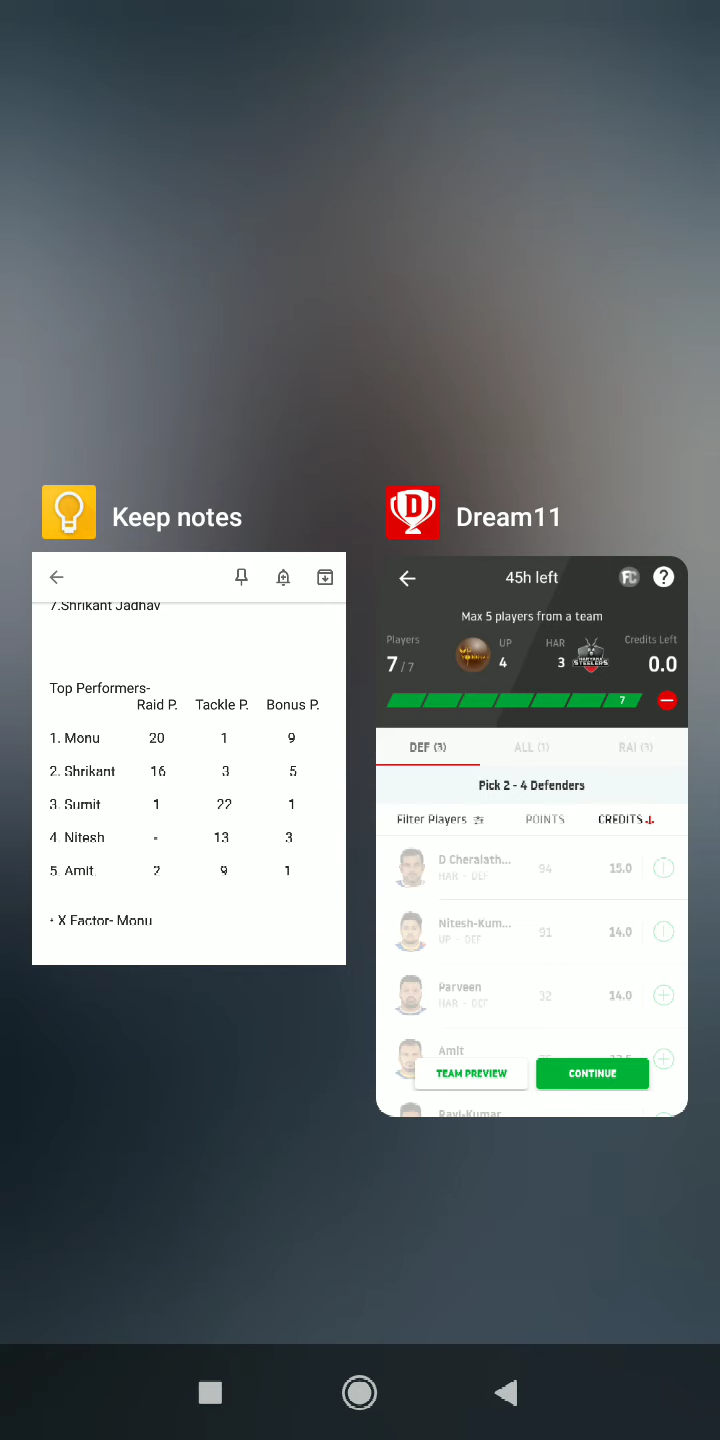 Keep notes
7.Shrikant Jadhav
Top Performers-
Raid P. Tackle P. Bonus P.
1. Monu 20 1 9
2. Shrikant 16 3 5
3. Sumit 1 22 1
4. Nitesh - 13 3
5. Amit 2 9 1
* X Factor- Monu
Dream11
45h left
FC ?
Max 5 players from a team
Players UP HAR Credits Left
7 / 7 4 3 0.0
HARYANA STEELERS
7
DEF (3) ALL (1) RAI (3)
Pick 2 - 4 Defenders
Filter Players POINTS CREDITS
D Cheralath... 94 15.0
HAR - DEF
Nitesh-Kum... 91 14.0
UP - DEF
Parveen 32 14.0
HAR - DEF
Amit
TEAM PREVIEW CONTINUE
Ravi-Kumar